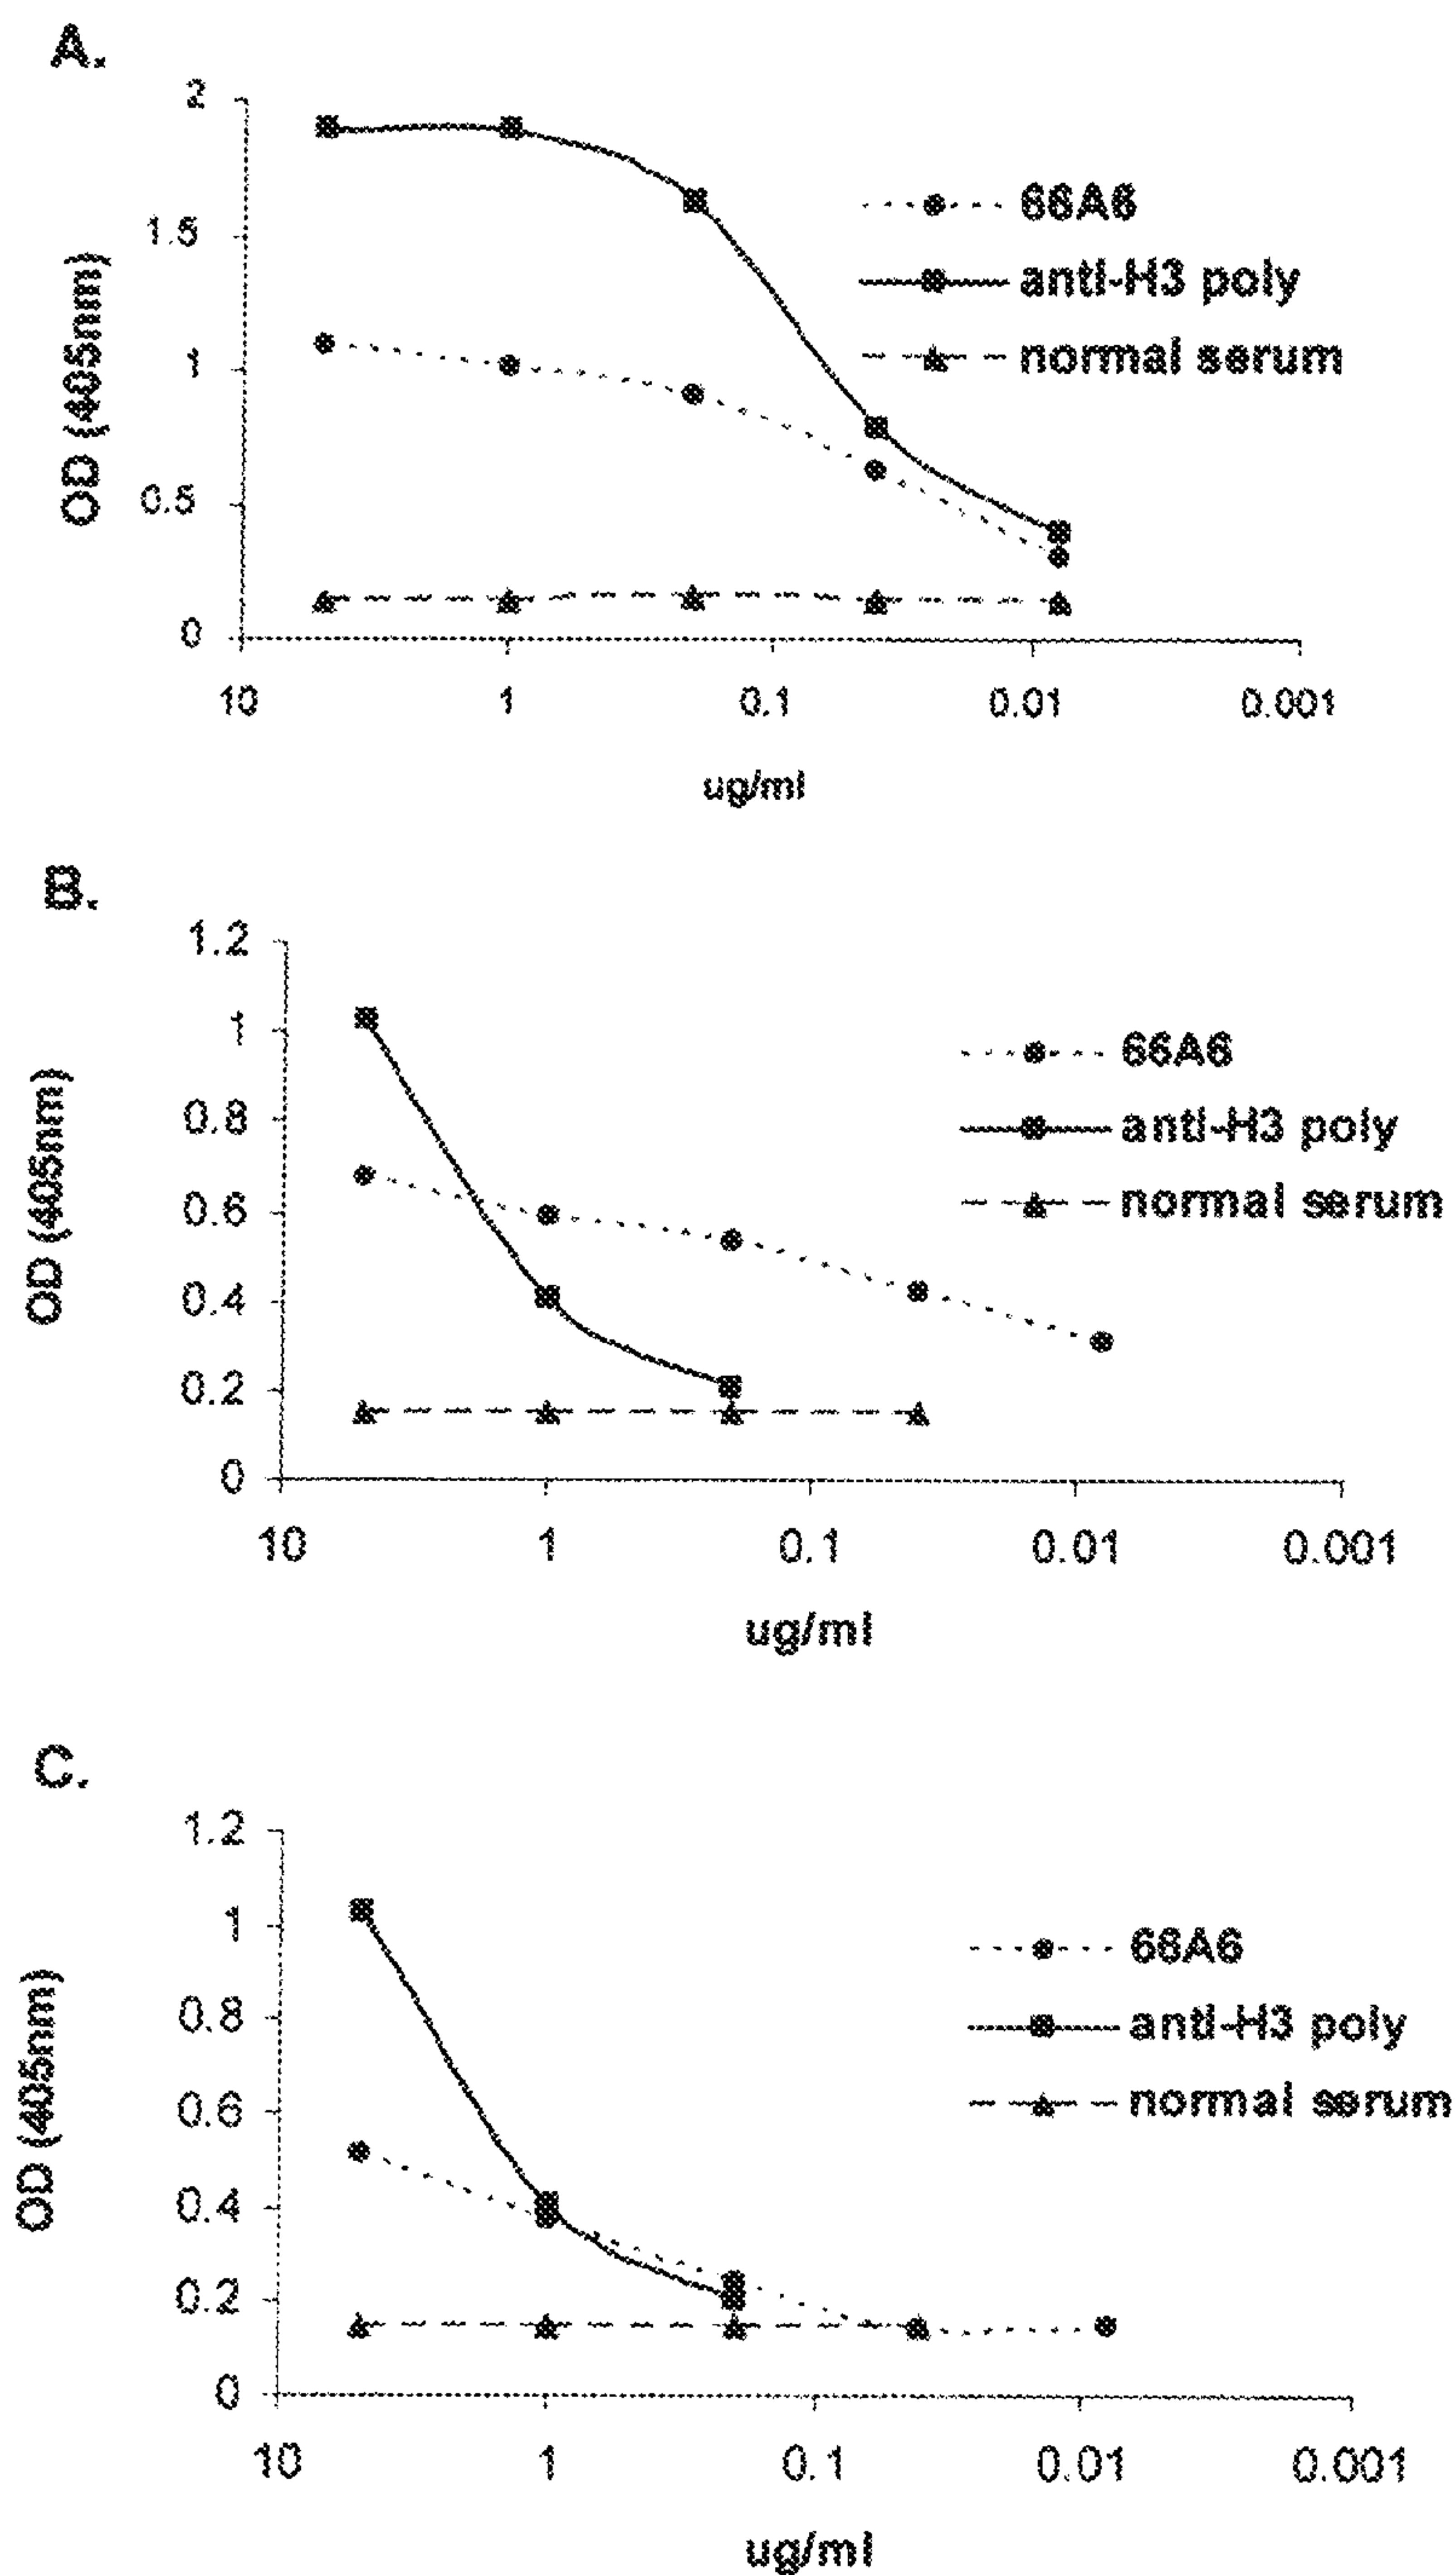 A.
2
1.5
1
0.5
0
OD (405nm)
66A6
anti-H3 poly
normal serum
10 1 0.1 0.01 0.001
ug/ml
B.
1.2
1
0.8
0.6
0.4
0.2
0
OD (405nm)
66A6
anti-H3 poly
normal serum
10 1 0.1 0.01 0.001
ug/ml
C.
1.2
1
0.8
0.6
0.4
0.2
0
OD (405nm)
66A6
anti-H3 poly
normal serum
10 1 0.1 0.01 0.001
ug/ml